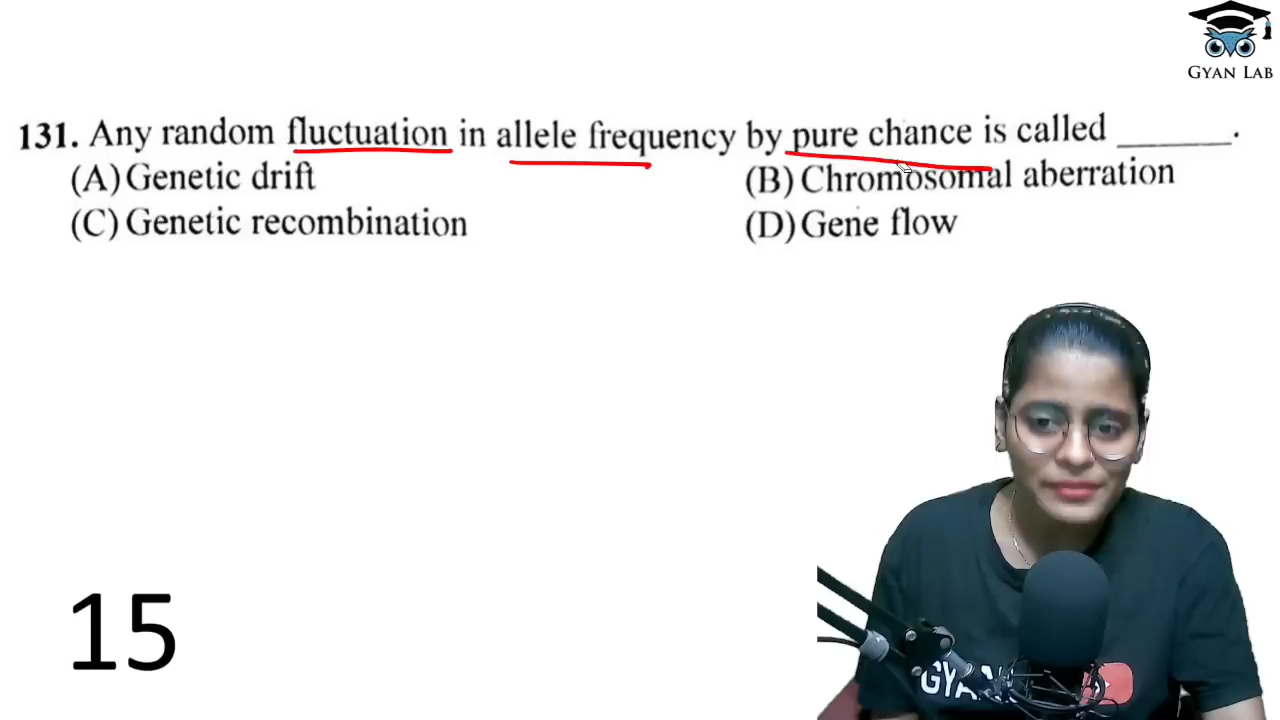 GYAN LAB
131. Any random fluctuation in allele frequency by pure chance is called ______.
(A) Genetic drift (B) Chromosomal aberration
(C) Genetic recombination (D) Gene flow
15